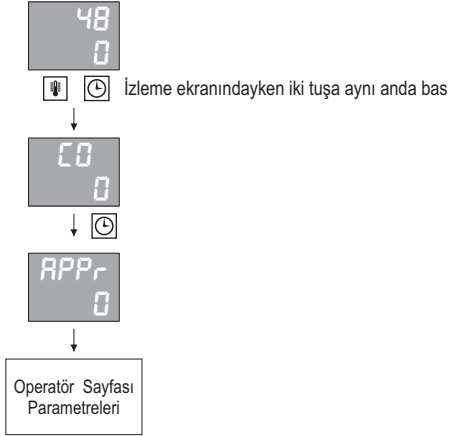 48
0
İzleme ekranındayken iki tuşa aynı anda bas
C0
0
APPr
0
Operatör Sayfası
Parametreleri